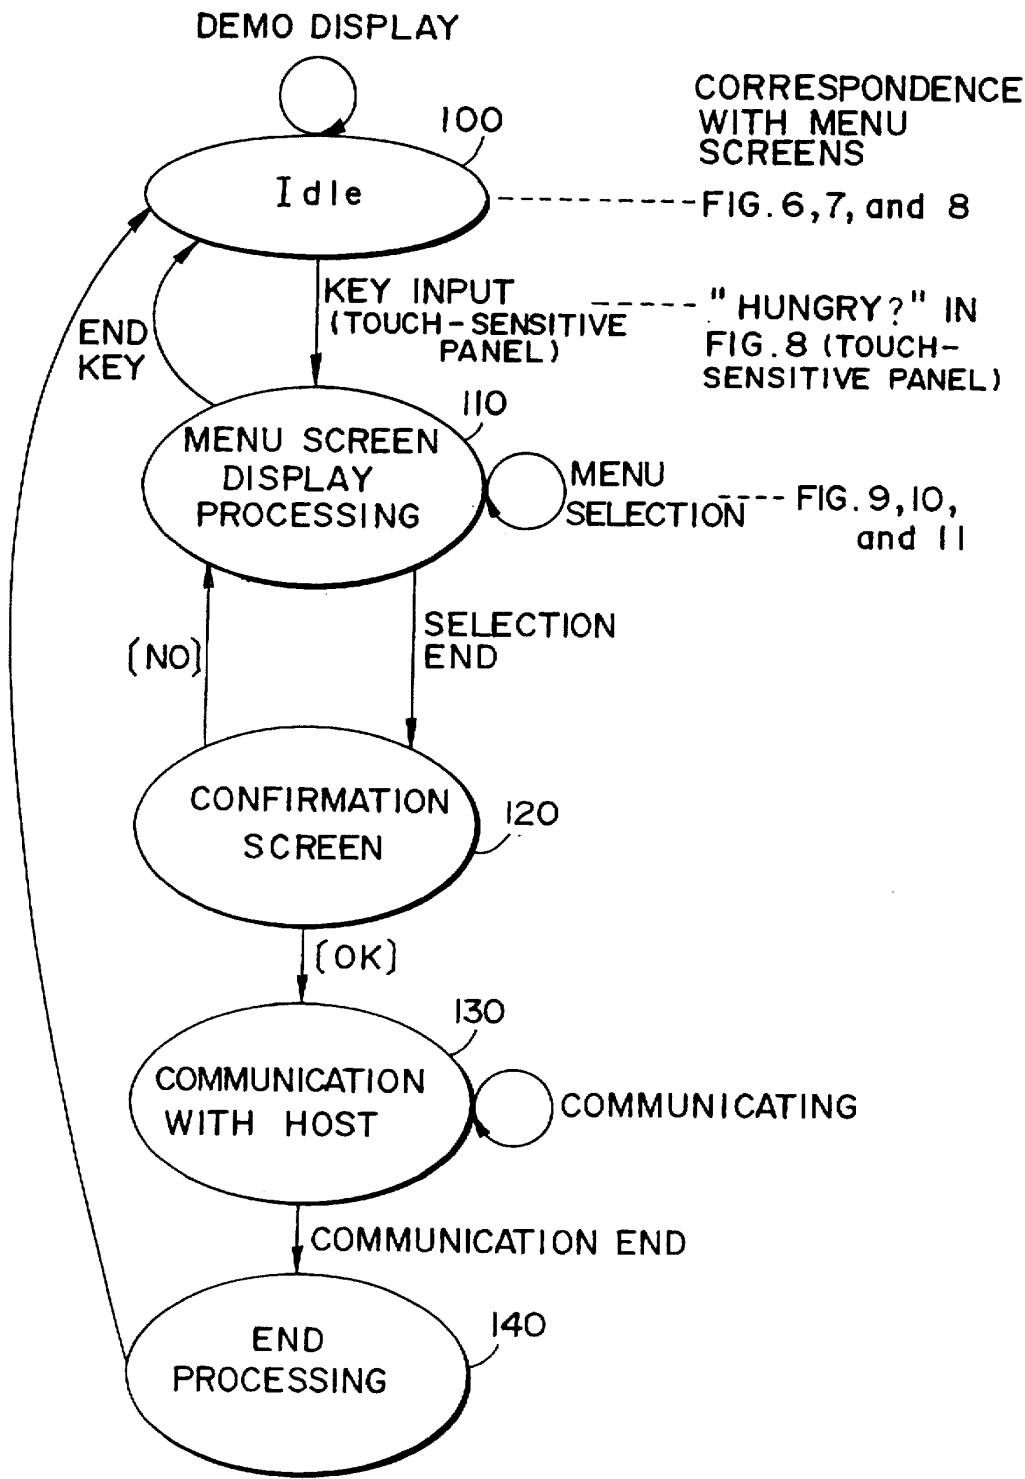 DEMO DISPLAY
CORRESPONDENCE
WITH MENU
SCREENS
100
Idle
FIG. 6, 7, and 8
KEY INPUT
(TOUCH-SENSITIVE
PANEL)
"HUNGRY?" IN
FIG. 8 (TOUCH-
SENSITIVE PANEL)
END
KEY
110
MENU SCREEN
DISPLAY
PROCESSING
MENU
SELECTION
FIG. 9, 10,
and 11
[NO]
SELECTION
END
CONFIRMATION
SCREEN
120
[OK]
130
COMMUNICATION
WITH HOST
COMMUNICATING
COMMUNICATION END
140
END
PROCESSING